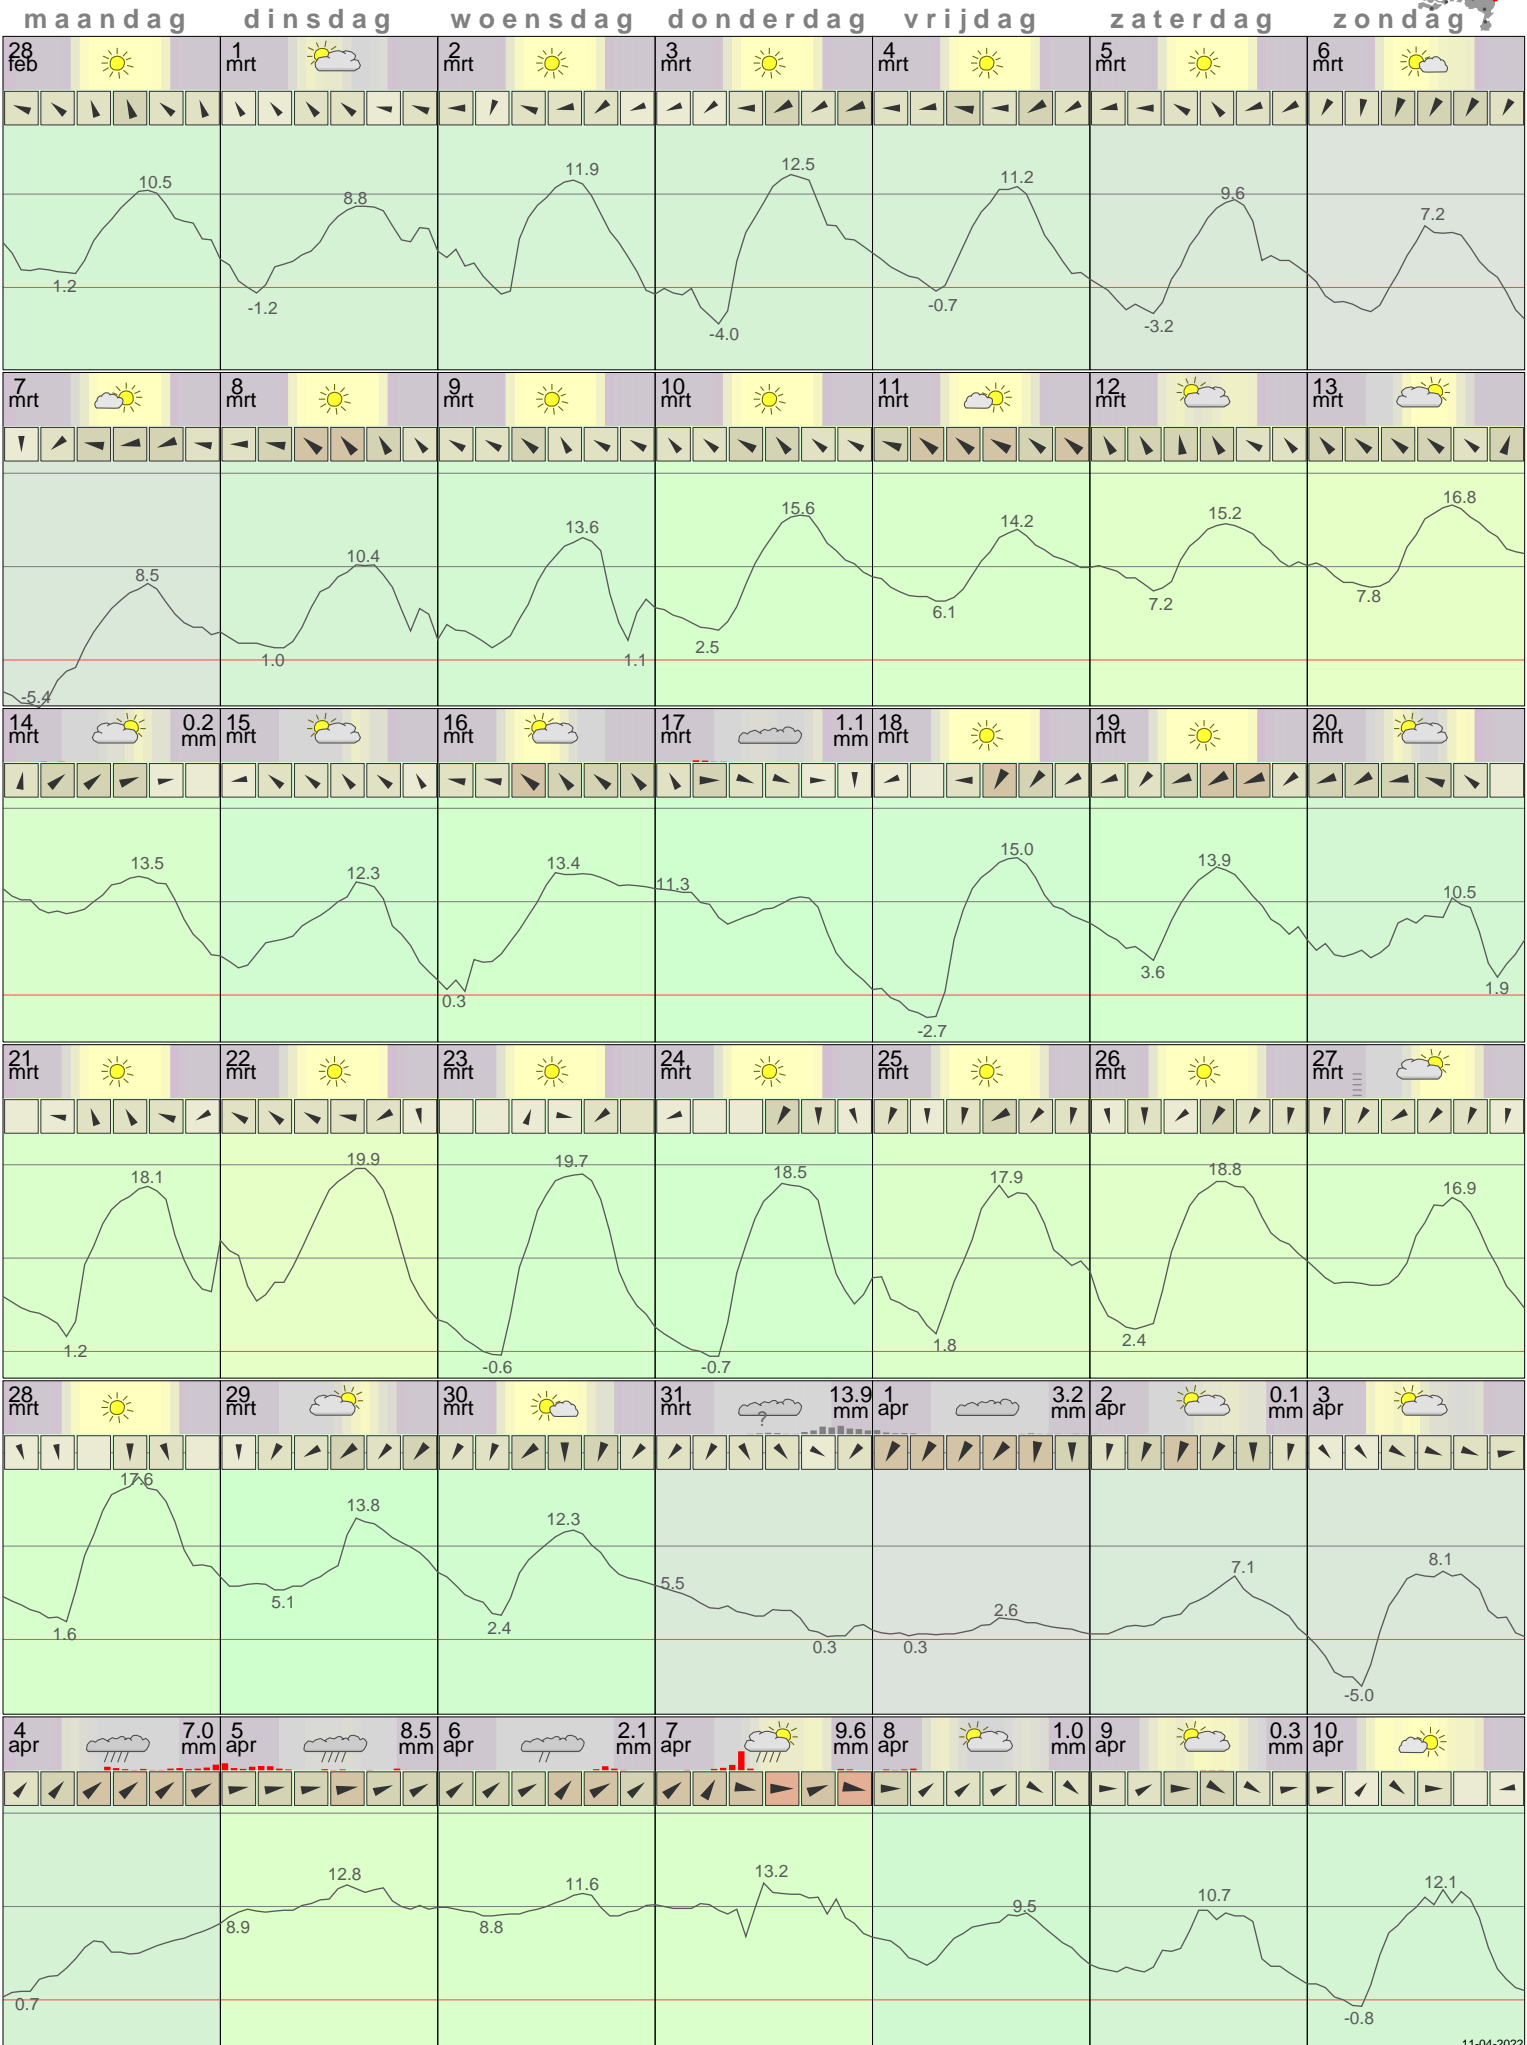 maandag dinsdag woensdag donderdag vrijdag zaterdag zondag
28 1 2 3 4 5 6
feb mrt mrt mrt mrt mrt mrt
10.5 8.8 11.9 12.5 11.2 9.6 7.2
1.2 -1.2 -4.0 -0.7 -3.2
7 8 9 10 11 12 13
mrt mrt mrt mrt mrt mrt mrt
8.5 10.4 13.6 15.6 14.2 15.2 16.8
-5.4 1.0 1.1 2.5 6.1 7.2 7.8
14 0.2 15 16 17 1.1 18 19 20
mrt mm mrt mrt mrt mm mrt mrt mrt
13.5 12.3 13.4 11.3 15.0 13.9 10.5
0.3 -2.7 3.6 1.9
21 22 23 24 25 26 27
mrt mrt mrt mrt mrt mrt mrt
18.1 19.9 19.7 18.5 17.9 18.8 16.9
1.2 -0.6 -0.7 1.8 2.4
28 29 30 31 13.9 1 3.2 2 0.1 3
mrt mrt mrt mrt ? mm apr mm apr mm apr
17.6 13.8 12.3 5.5 2.6 7.1 8.1
1.6 5.1 2.4 0.3 0.3 -5.0
4 7.0 5 8.5 6 2.1 7 9.6 8 1.0 9 0.3 10
apr mm apr mm apr mm apr mm apr mm apr mm apr
12.8 11.6 13.2 9.5 10.7 12.1
0.7 8.9 8.8 -0.8
11-04-2022